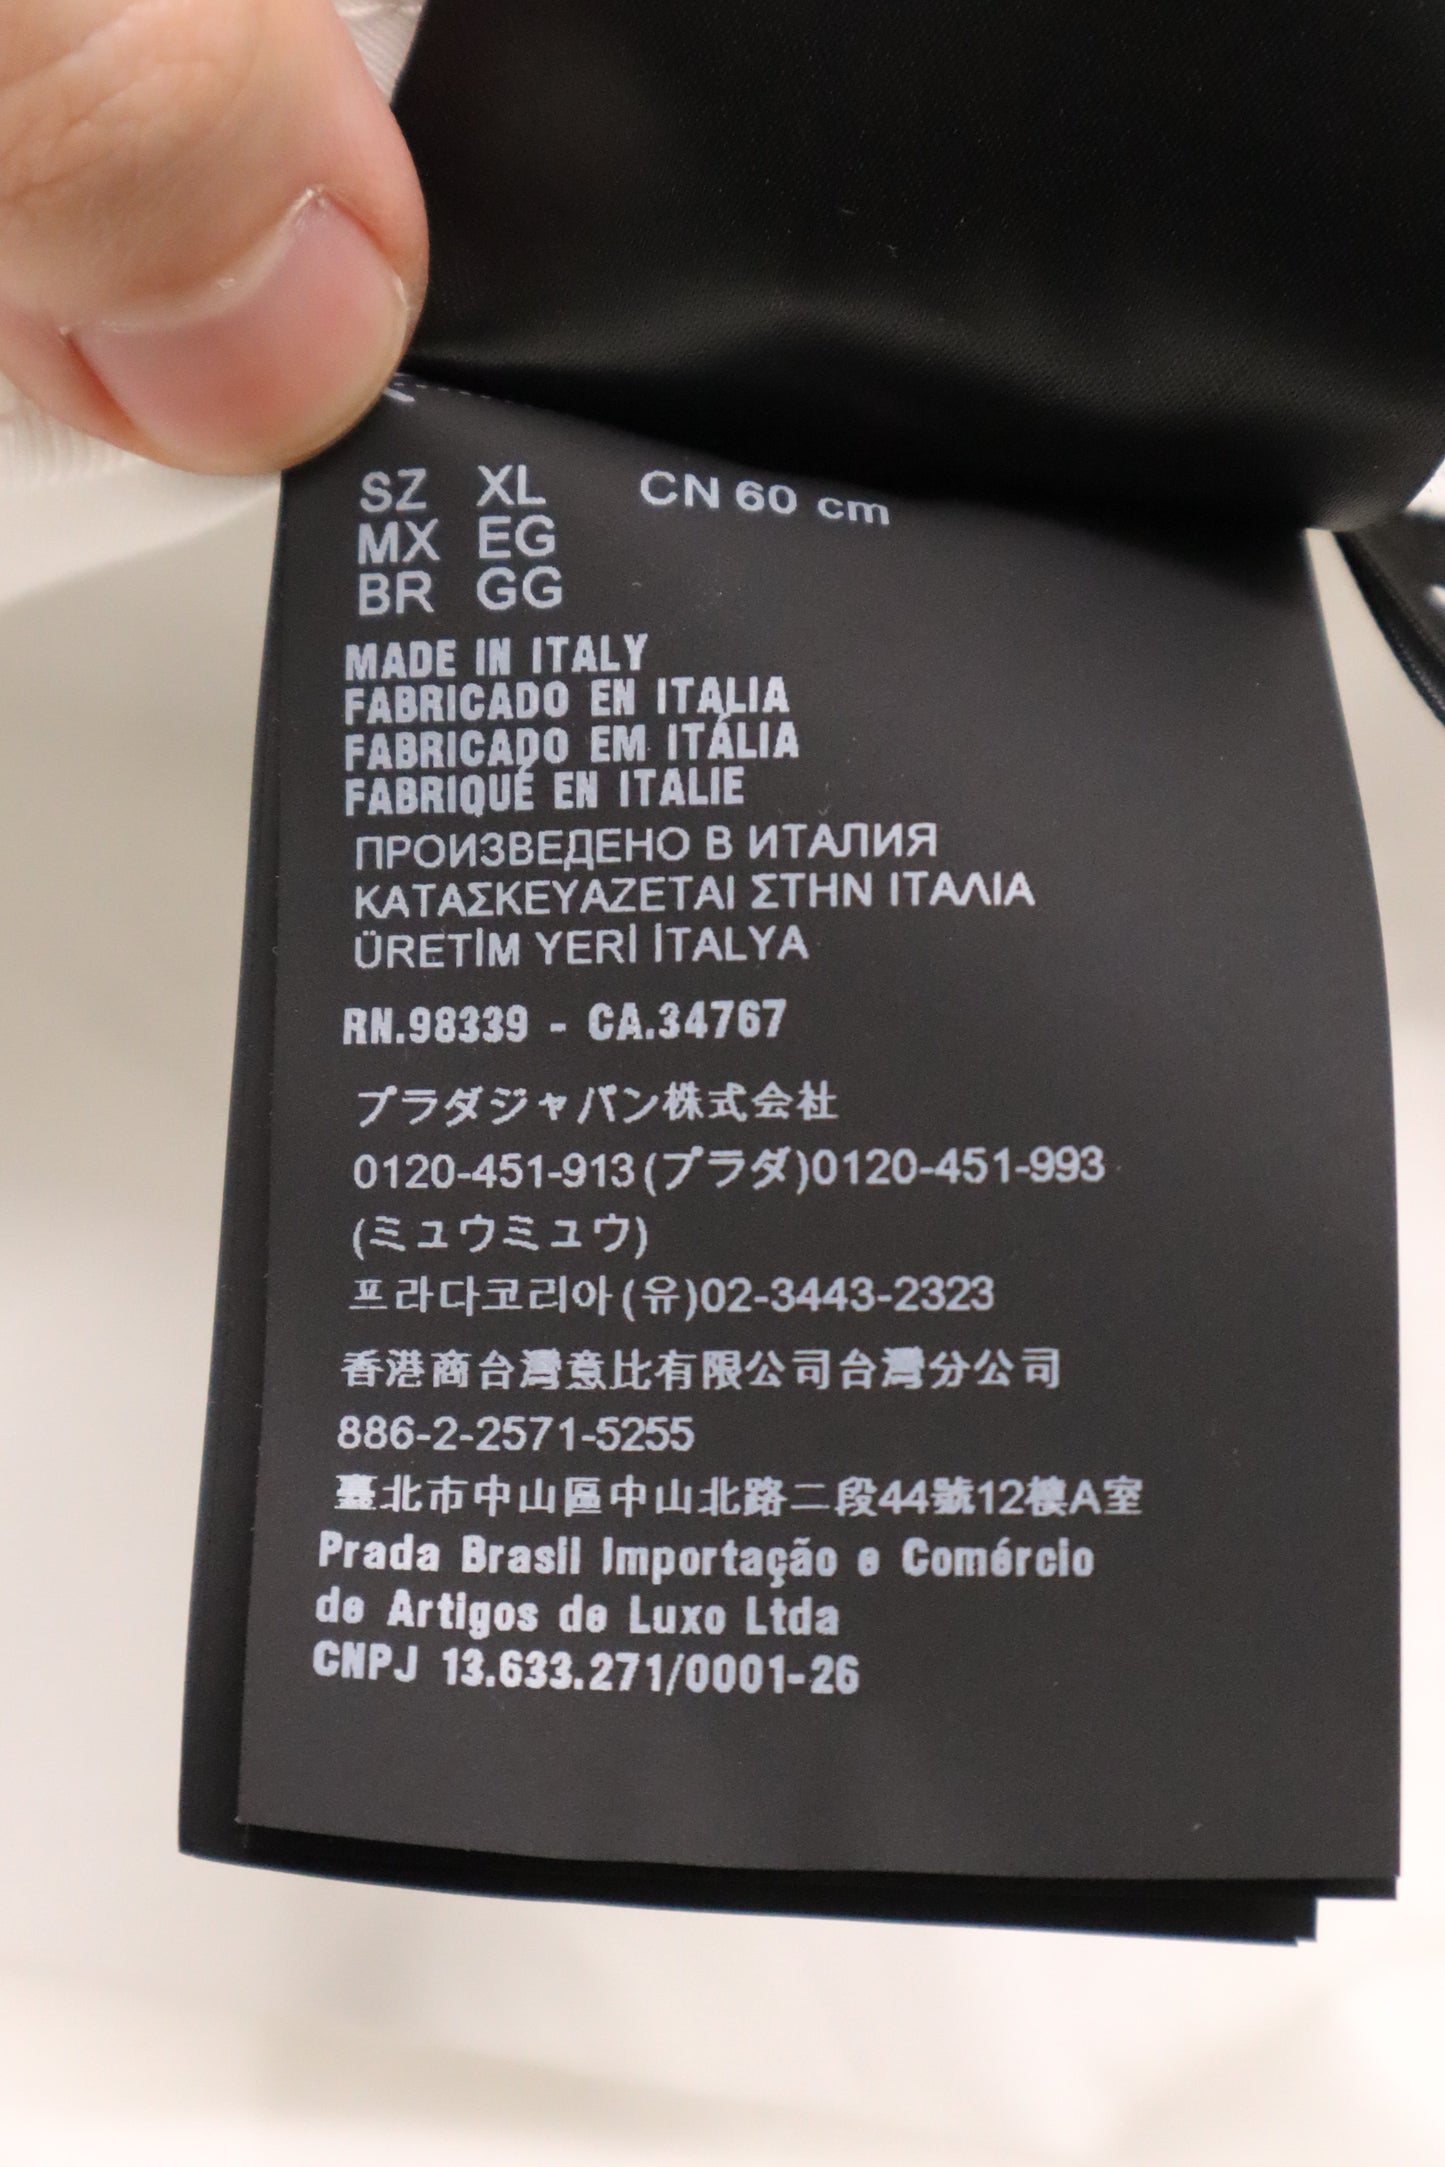 SZ XL CN 60 cm
MX EG
BR GG
MADE IN ITALY
FABRICADO EN ITALIA
FABRICADO EM ITÁLIA
FABRIQUÉ EN ITALIE
ПРОИЗВЕДЕНО В ИТАЛИЯ
ΚΑΤΑΣΚΕΥΑΖΕΤΑΙ ΣΤΗΝ ΙΤΑΛΙΑ
ÜRETİM YERİ İTALYA
RN.98339 - CA.34767
プラダジャパン株式会社
0120-451-913(プラダ)0120-451-993
(ミュウミュウ)
프라다코리아(유)02-3443-2323
香港商台灣意比有限公司台灣分公司
886-2-2571-5255
臺北市中山區中山北路二段44號12樓A室
Prada Brasil Importação e Comércio
de Artigos de Luxo Ltda
CNPJ 13.633.271/0001-26